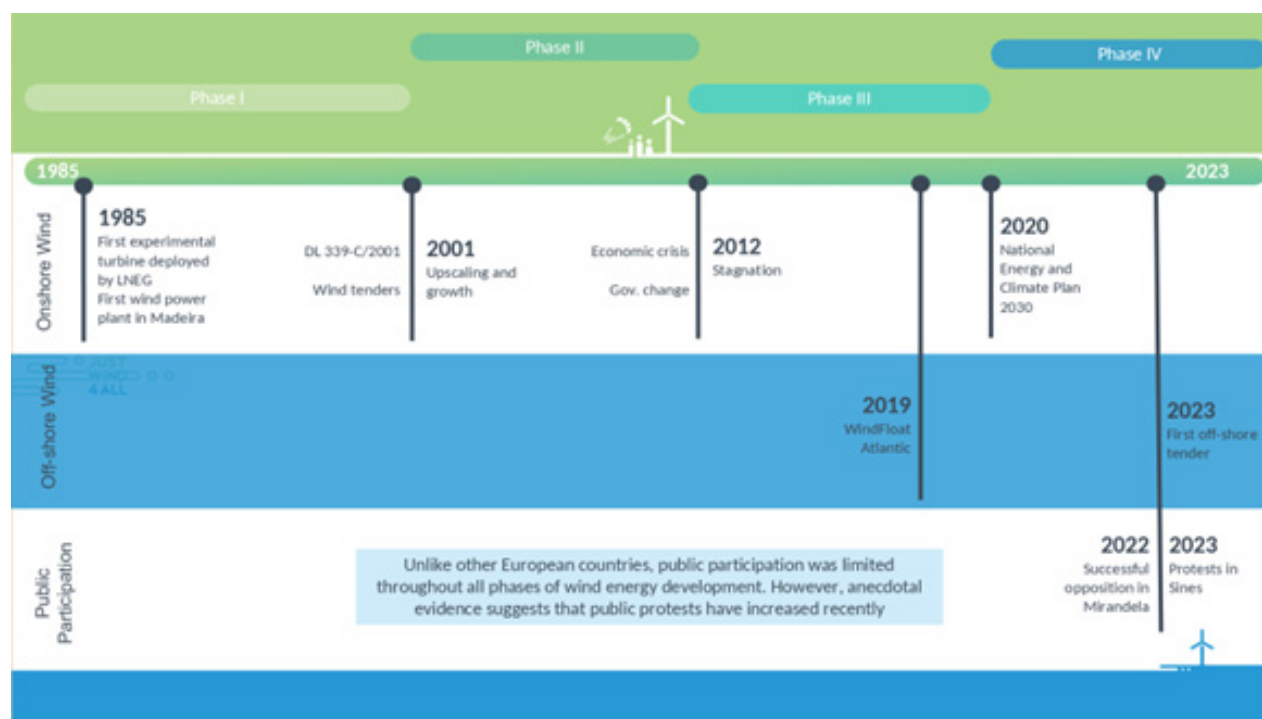 Phase II
Phase IV
Phase I
Phase III
1985
2023
Onshore Wind
1985
First experimental
turbine deployed
by LNEG
First wind power
plant in Madeira
DL 339-C/2001
Wind tenders
2001
Upscaling and
growth
Economic crisis
Gov. change
2012
Stagnation
2020
National
Energy and
Climate Plan
2030
Off-shore Wind
JUST
WIND
4 ALL
2019
WindFloat
Atlantic
2023
First off-shore
tender
Public
Participation
Unlike other European countries, public participation was limited
throughout all phases of wind energy development. However, anecdotal
evidence suggests that public protests have increased recently
2022
Successful
opposition in
Mirandela
2023
Protests in
Sines